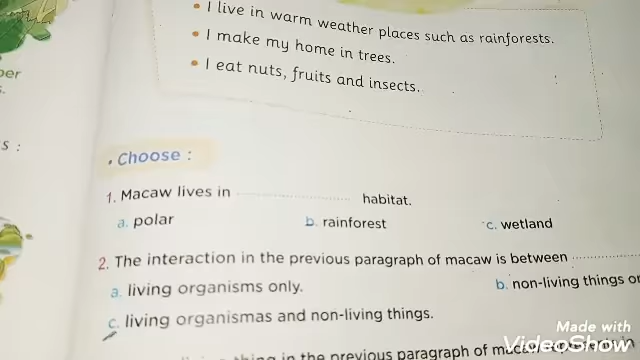 • I live in warm weather places such as rainforests.
• I make my home in trees.
• I eat nuts, fruits and insects.
s :
• Choose :
1. Macaw lives in .......................... habitat.
a. polar b. rainforest c. wetland
2. The interaction in the previous paragraph of macaw is between ................
a. living organisms only. b. non-living things
c. living organismas and non-living things.
thing in the previous paragraph of macaw
Made with
VideoShow